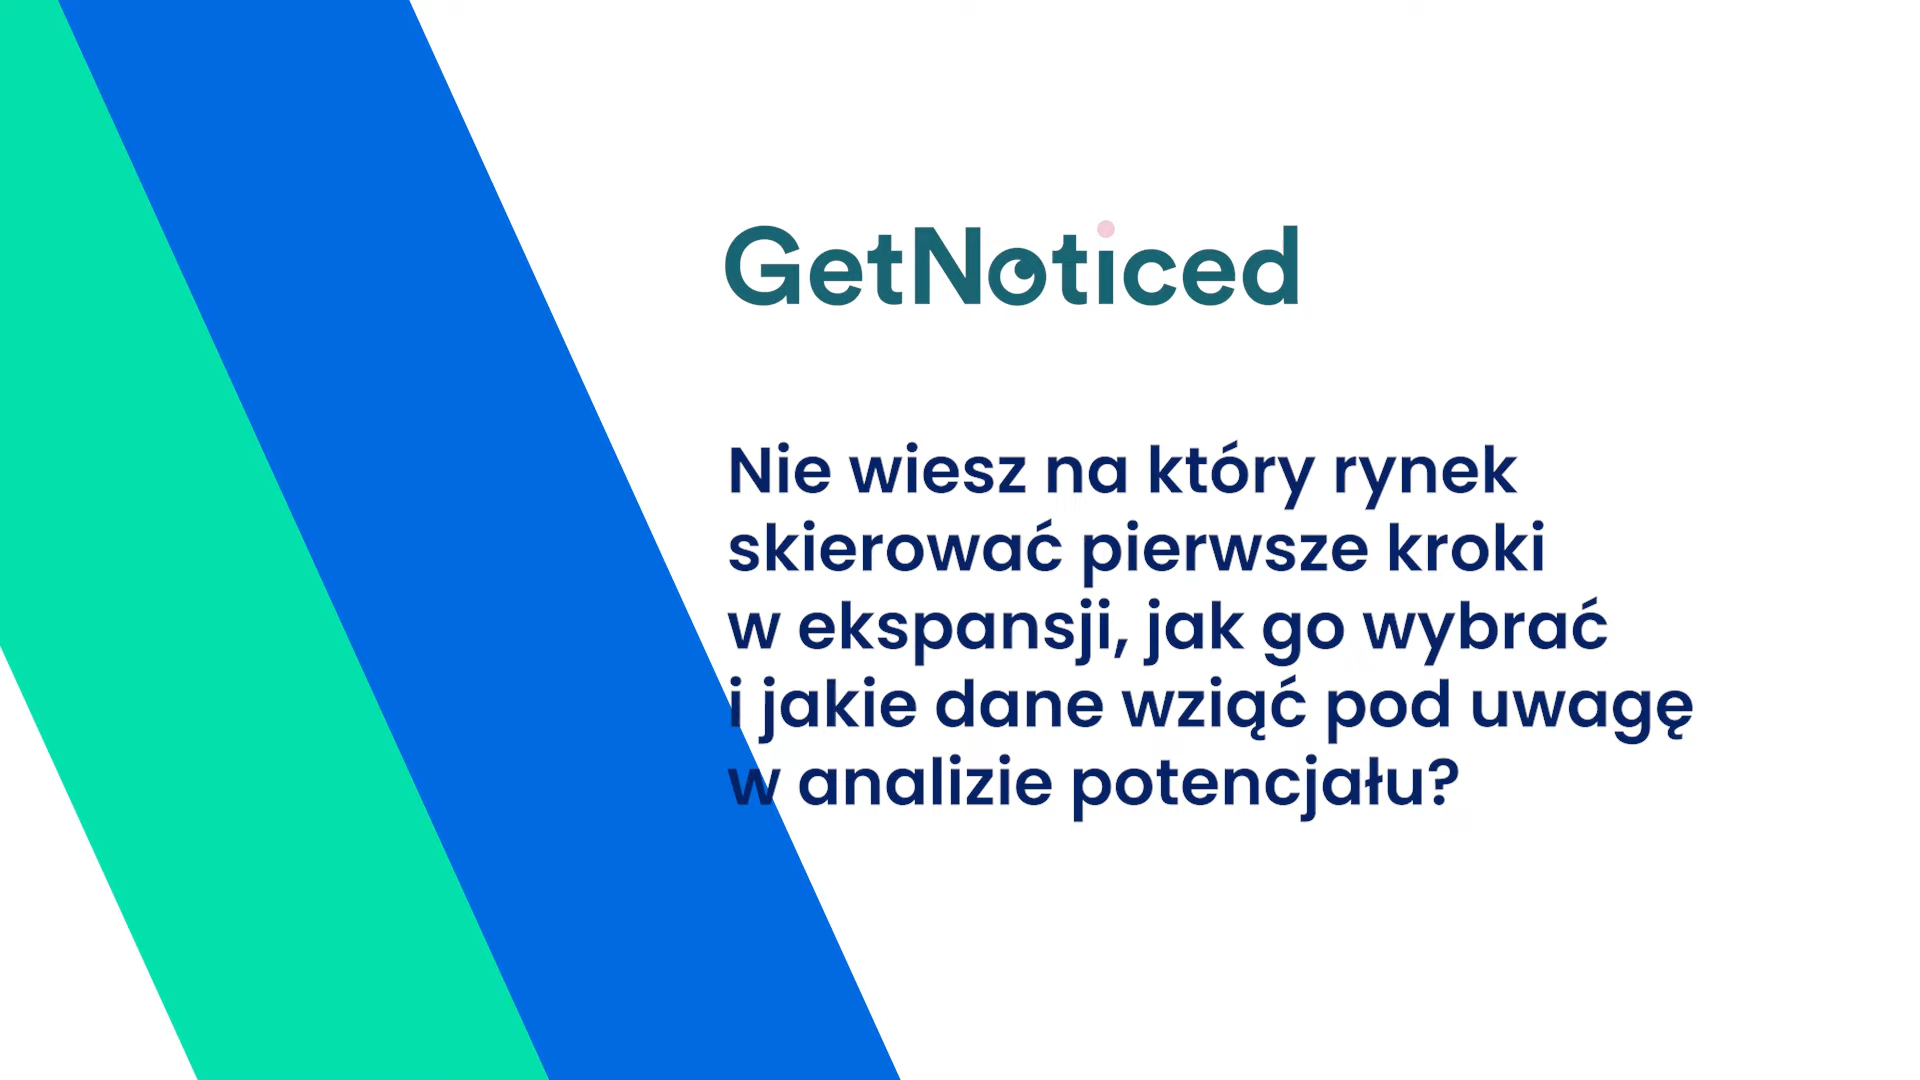 GetNoticed
Nie wiesz na który rynek
skierować pierwsze kroki
w ekspansji, jak go wybrać
i jakie dane wziąć pod uwagę
w analizie potencjału?